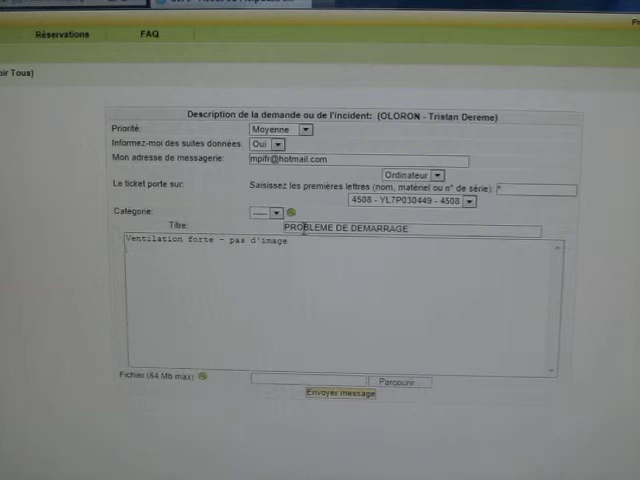 Réservations FAQ
oir Tous)
Description de la demande ou de l'incident: (OLORON - Tristan Dereme)
Priorité: Moyenne
Informez-moi des suites données: Oui
Mon adresse de messagerie: mpifr@hotmail.com
Ordinateur
Le ticket porte sur: Saisissez les premières lettres (nom, matériel ou n° de série): *
4508 - YL7P030449 - 4508
Catégorie: -----
Titre: PROBLEME DE DEMARRAGE
Ventilation forte - pas d'image
Fichier (64 Mb max) Parcourir...
Envoyer message